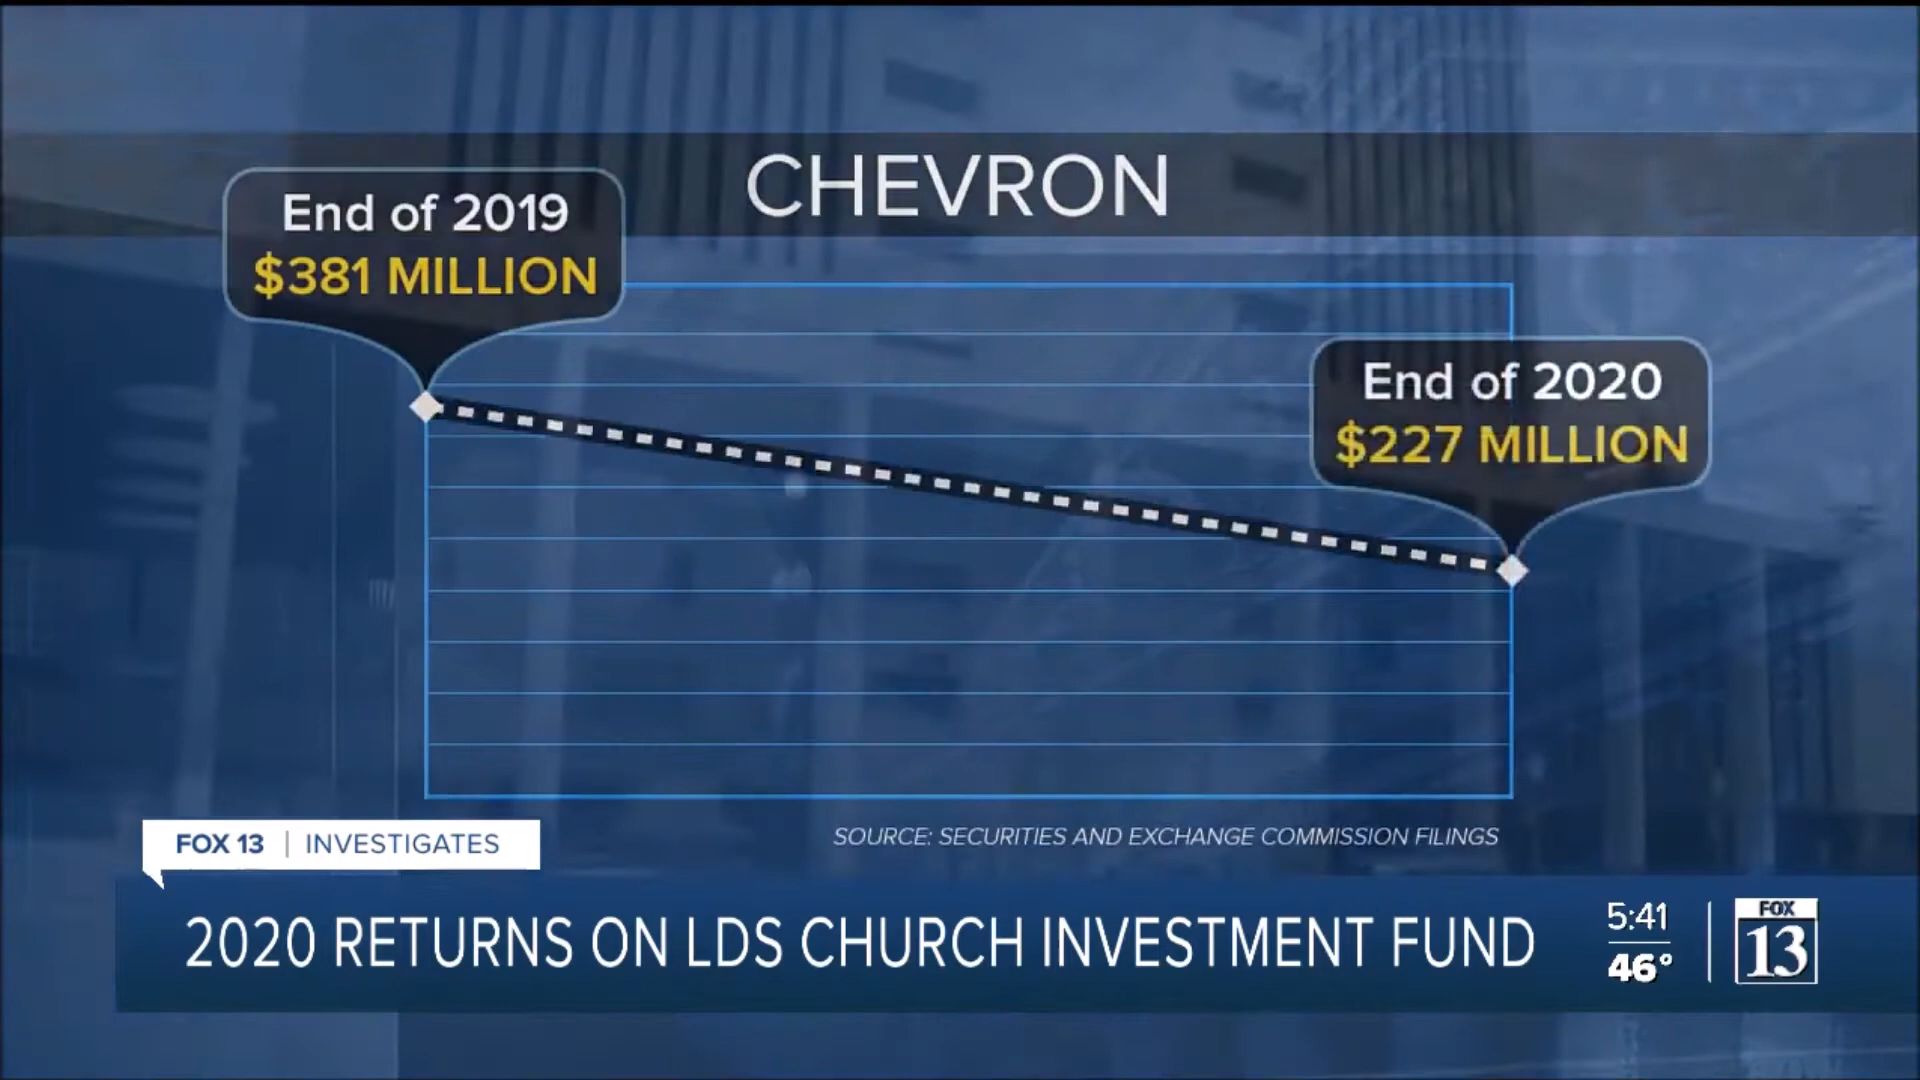 CHEVRON
End of 2019
$381 MILLION
End of 2020
$227 MILLION
SOURCE: SECURITIES AND EXCHANGE COMMISSION FILINGS
FOX 13 | INVESTIGATES
2020 RETURNS ON LDS CHURCH INVESTMENT FUND
5:41
46°
FOX
13